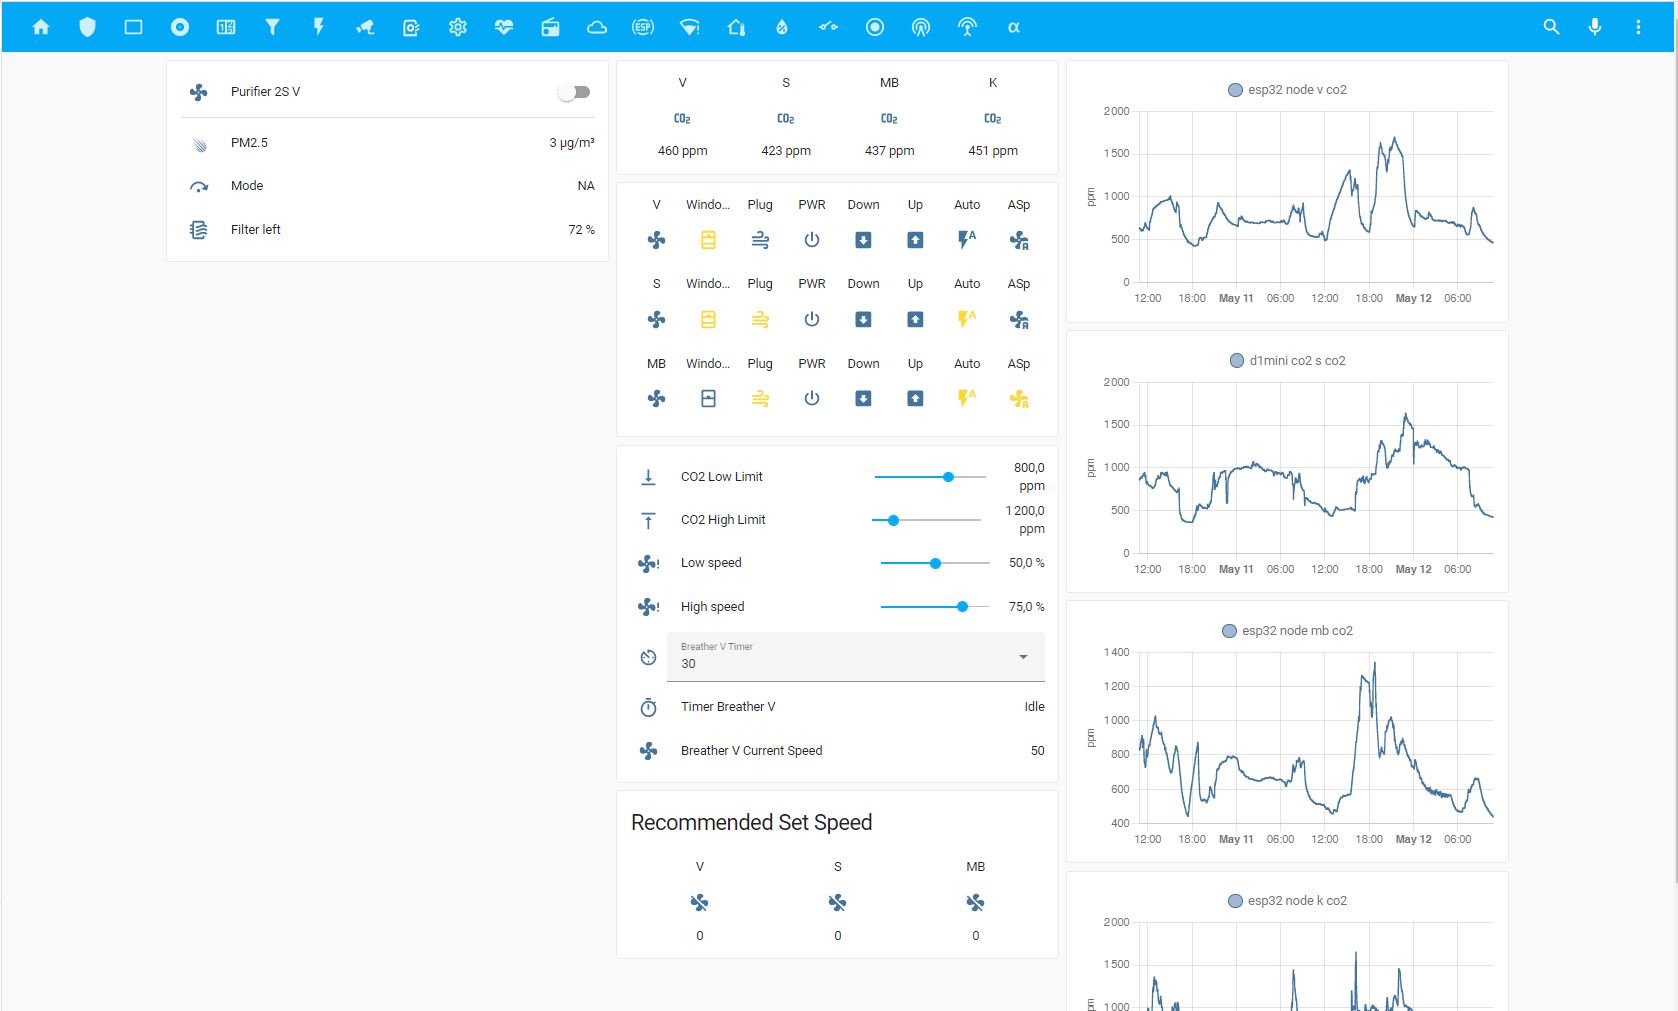 ESP
α
Purifier 2S V
PM2.5 3 µg/m³
Mode NA
Filter left 72 %
V S MB K
CO₂ CO₂ CO₂ CO₂
460 ppm 423 ppm 437 ppm 451 ppm
V Windo... Plug PWR Down Up Auto ASp
S Windo... Plug PWR Down Up Auto ASp
MB Windo... Plug PWR Down Up Auto ASp
CO2 Low Limit 800,0 ppm
CO2 High Limit 1 200,0 ppm
Low speed 50,0 %
High speed 75,0 %
Breather V Timer
30
Timer Breather V Idle
Breather V Current Speed 50
Recommended Set Speed
V S MB
0 0 0
esp32 node v co2
2 000
1 500
1 000
500
0
ppm
12:00 18:00 May 11 06:00 12:00 18:00 May 12 06:00
d1mini co2 s co2
2 000
1 500
1 000
500
0
ppm
12:00 18:00 May 11 06:00 12:00 18:00 May 12 06:00
esp32 node mb co2
1 400
1 200
1 000
800
600
400
ppm
12:00 18:00 May 11 06:00 12:00 18:00 May 12 06:00
esp32 node k co2
2 000
1 000
ppm